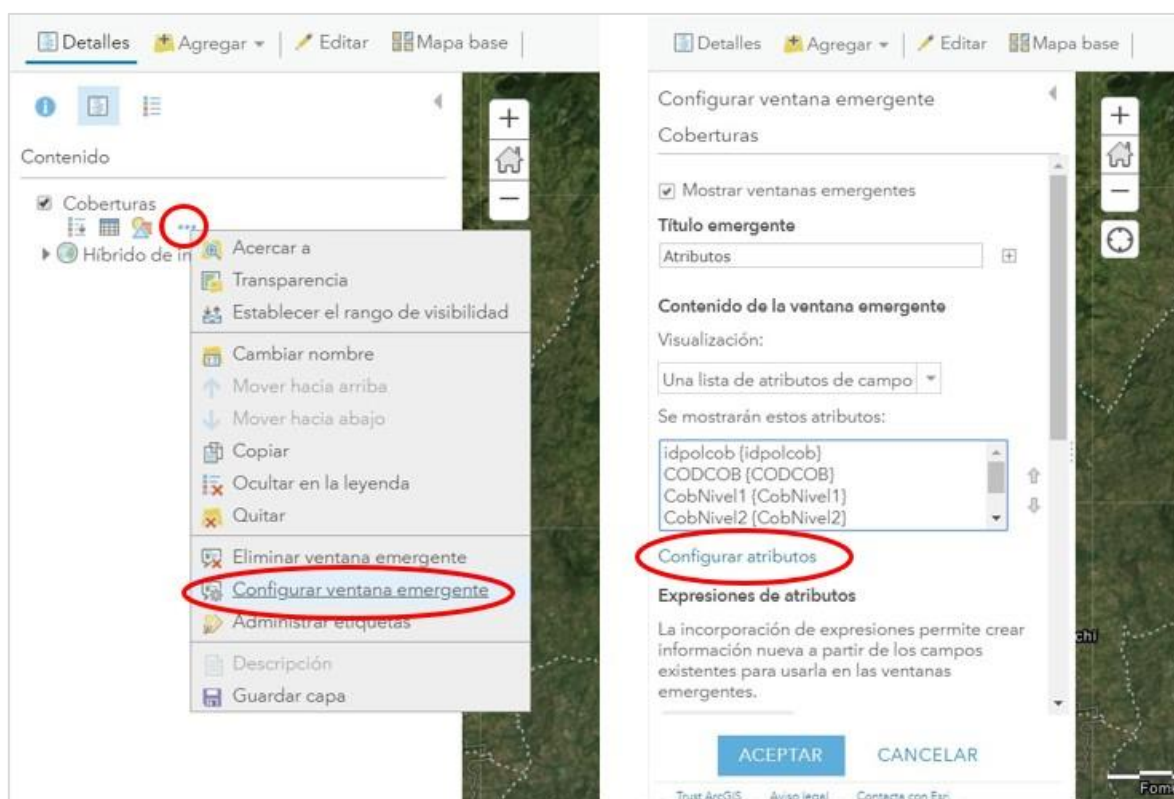 Detalles Agregar Editar Mapa base
Contenido
Coberturas
Híbrido de
Acercar a
Transparencia
Establecer el rango de visibilidad
Cambiar nombre
Mover hacia arriba
Mover hacia abajo
Copiar
Ocultar en la leyenda
Quitar
Eliminar ventana emergente
Configurar ventana emergente
Administrar etiquetas
Descripción
Guardar capa
Detalles Agregar Editar Mapa base
Configurar ventana emergente
Coberturas
Mostrar ventanas emergentes
Título emergente
Atributos
Contenido de la ventana emergente
Visualización:
Una lista de atributos de campo
Se mostrarán estos atributos:
idpolcob {idpolcob}
CODCOB {CODCOB}
CobNivel1 {CobNivel1}
CobNivel2 {CobNivel2}
Configurar atributos
Expresiones de atributos
La incorporación de expresiones permite crear
información nueva a partir de los campos
existentes para usarla en las ventanas
emergentes.
ACEPTAR CANCELAR
Trust ArcGIS Aviso legal Contacte con Esri
chí
Fom